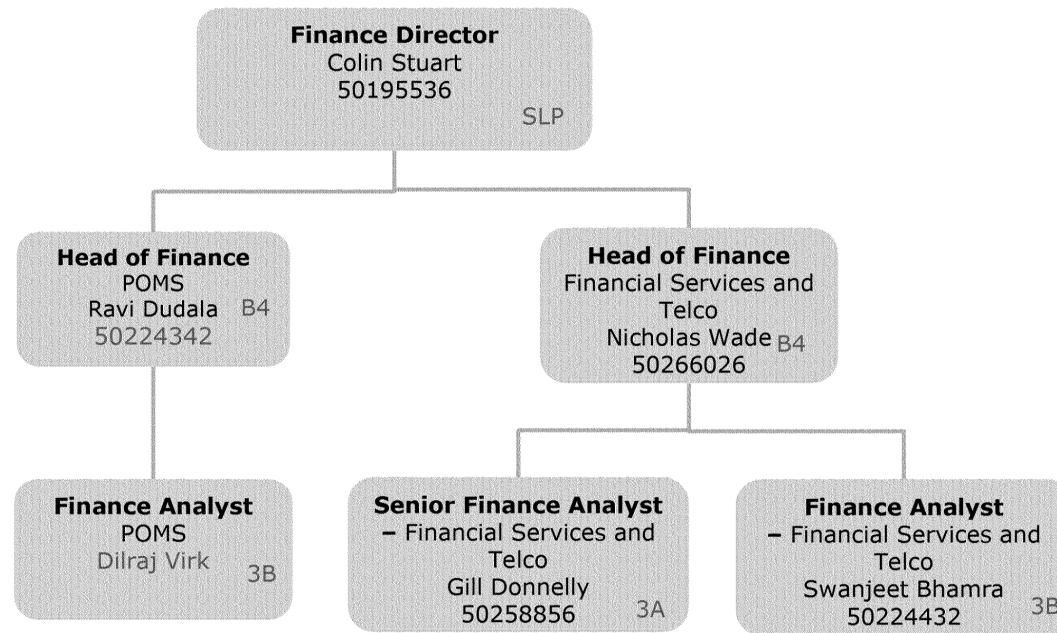 Finance Director
Colin Stuart
50195536
SLP
Head of Finance
POMS
Ravi Dudala B4
50224342
Head of Finance
Financial Services and
Telco
Nicholas Wade B4
50266026
Finance Analyst
POMS
Dilraj Virk
3B
Senior Finance Analyst
– Financial Services and
Telco
Gill Donnelly
50258856 3A
Finance Analyst
– Financial Services and
Telco
Swanjeet Bhamra
50224432 3B